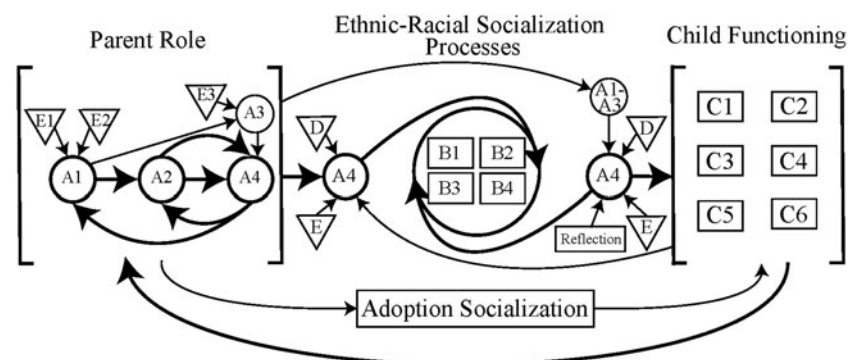 Parent Role
Ethnic-Racial Socialization
Processes
Child Functioning
E1
E2
E3
A3
A1
A2
A4
D
A4
E
B1
B2
B3
B4
A1-
A3
D
A4
Reflection
E
C1
C2
C3
C4
C5
C6
Adoption Socialization